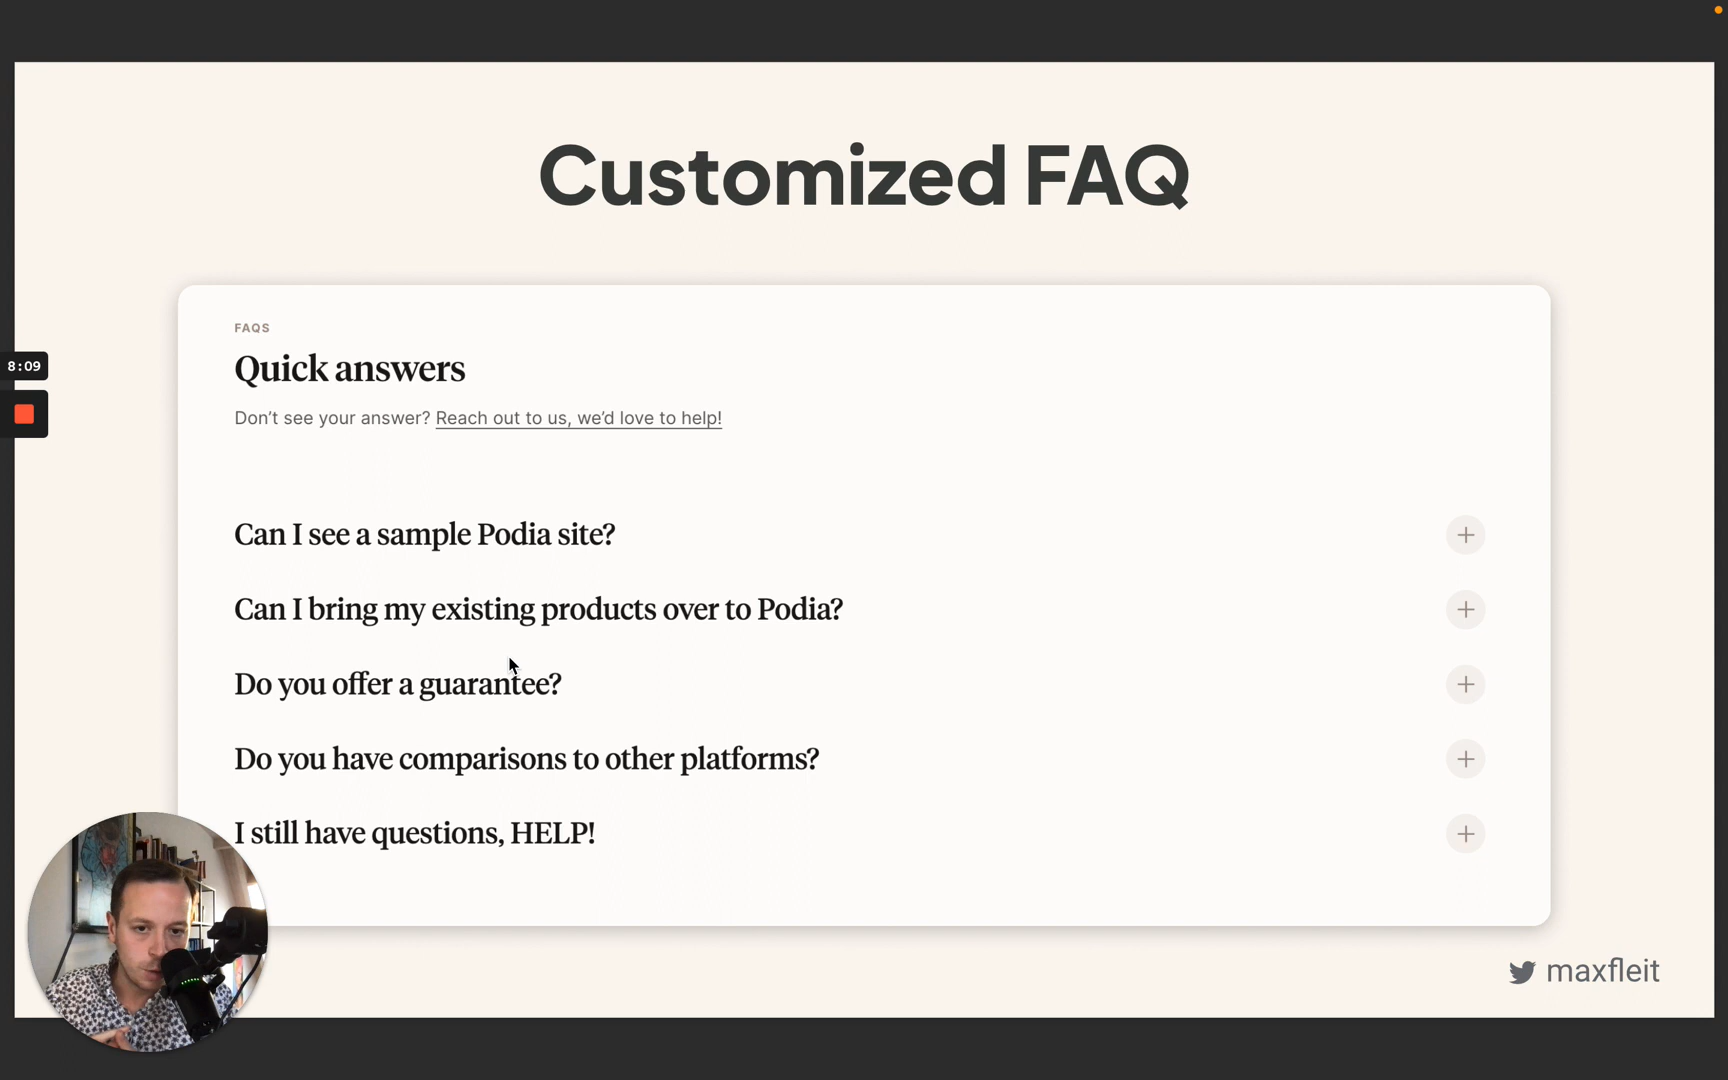 Customized FAQ
FAQS
Quick answers
Don’t see your answer? Reach out to us, we’d love to help!
8:09
Can I see a sample Podia site?
Can I bring my existing products over to Podia?
Do you offer a guarantee?
Do you have comparisons to other platforms?
I still have questions, HELP!
maxfleit